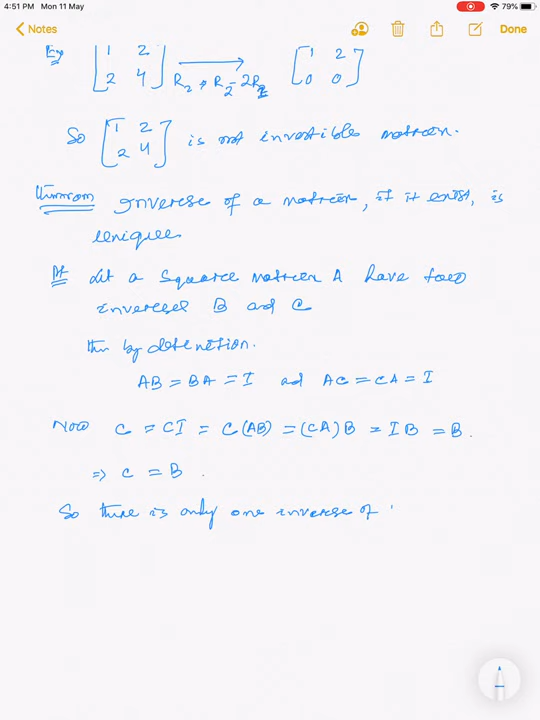 4:51 PM Mon 11 May 79%
Notes Done
Ex [1 2 2 4] R2 → R2 - 2R1 [1 2 0 0]
So [1 2 2 4] is not invertible matrix.
Theorem Inverse of a matrix, if it exist, is
unique.
Pf Let a square matrix A have two
inverses B and C
then by definition.
AB = BA = I and AC = CA = I
Now C = CI = C(AB) = (CA)B = IB = B.
⇒ C = B.
So there is only one inverse of